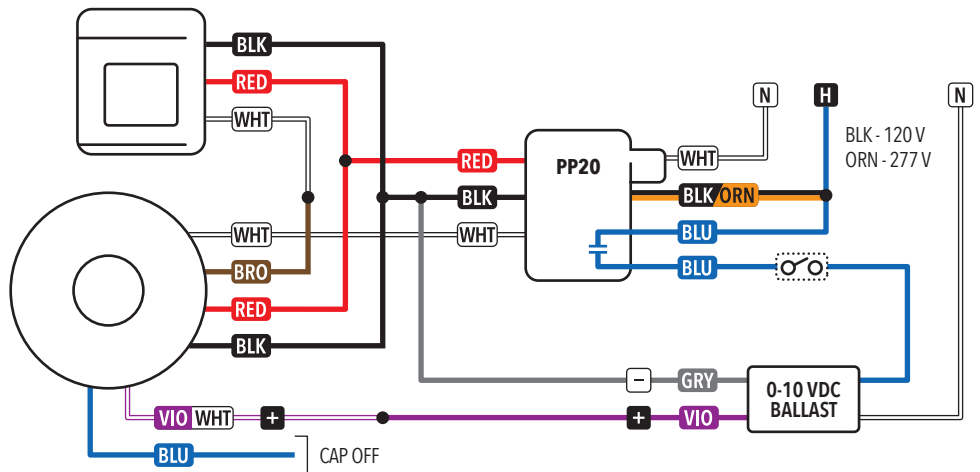 BLK
RED
WHT
N
H
N
BLK - 120 V
ORN - 277 V
RED
PP20
WHT
BLK
BLK/ORN
WHT
WHT
BLU
BRO
BLU
RED
BLK
−
GRY
0-10 VDC
BALLAST
VIO WHT
+
+
VIO
BLU
CAP OFF